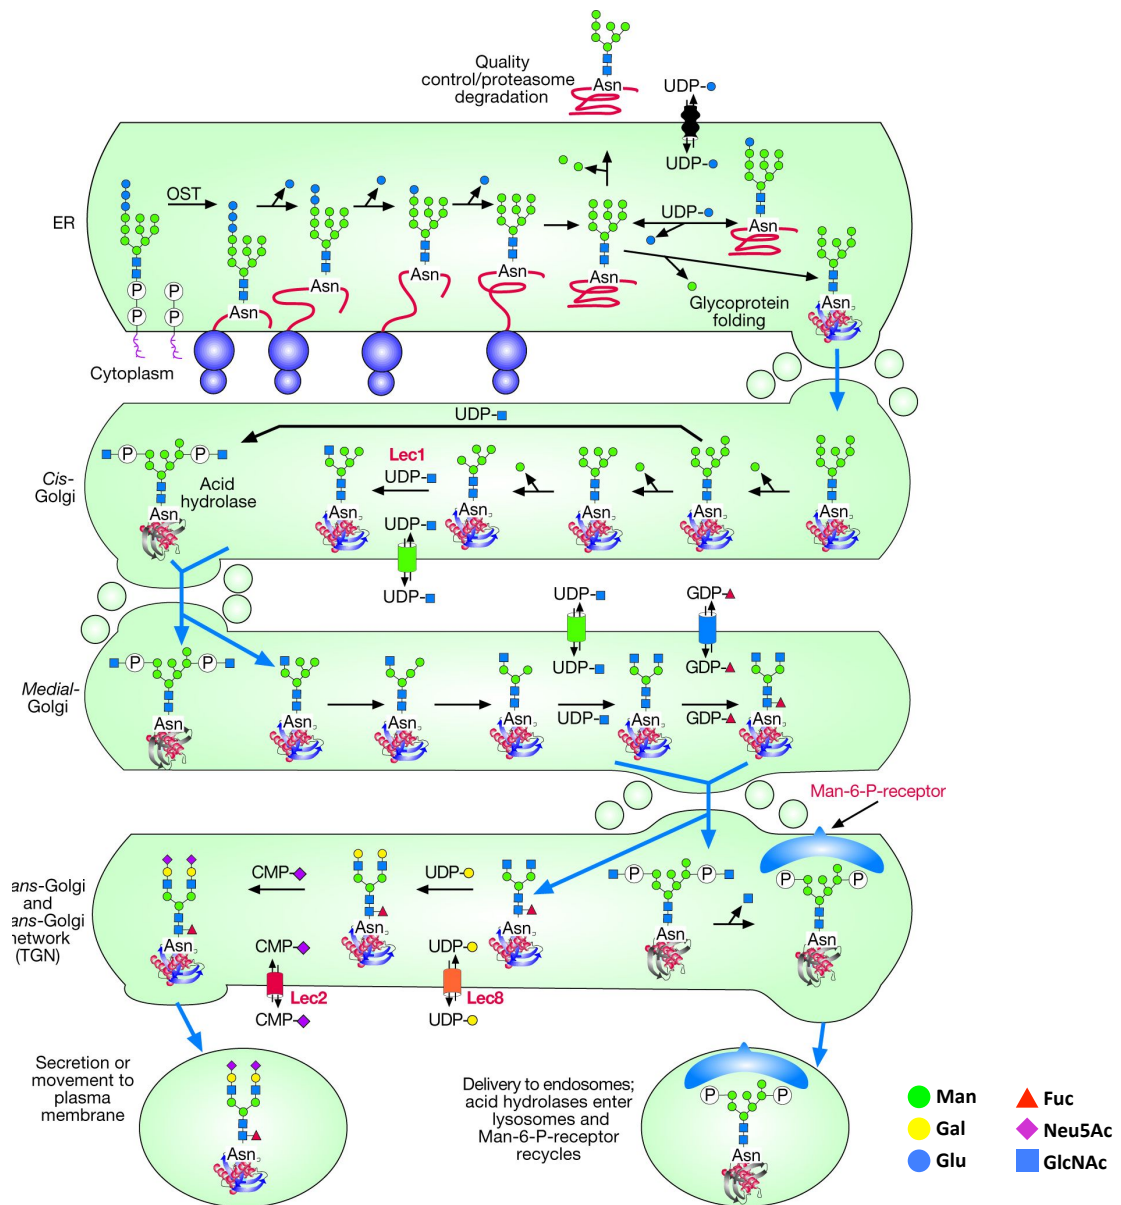 Quality
control/proteasome
degradation
Asn
UDP-
UDP-
ER
OST
UDP-
Asn
Asn
Asn
Asn
Asn
Asn
Asn
Asn
P
P
P
P
Glycoprotein
folding
Cytoplasm
UDP-
Cis-
Golgi
P
P
Acid
hydrolase
Lec1
UDP-
Asn
Asn
Asn
Asn
Asn
Asn
UDP-
UDP-
UDP-
GDP-
P
P
UDP-
GDP-
Medial-
Golgi
Asn
Asn
Asn
Asn
Asn
Asn
UDP-
GDP-
Man-6-P-receptor
ans-Golgi
and
ans-Golgi
network
(TGN)
CMP-
UDP-
P
P
P
P
Asn
Asn
Asn
Asn
Asn
CMP-
UDP-
Lec2
Lec8
CMP-
UDP-
Secretion or
movement to
plasma
membrane
Asn
Delivery to endosomes;
acid hydrolases enter
lysosomes and
Man-6-P-receptor
recycles
P
P
Asn
Man
Fuc
Gal
Neu5Ac
Glu
GlcNAc